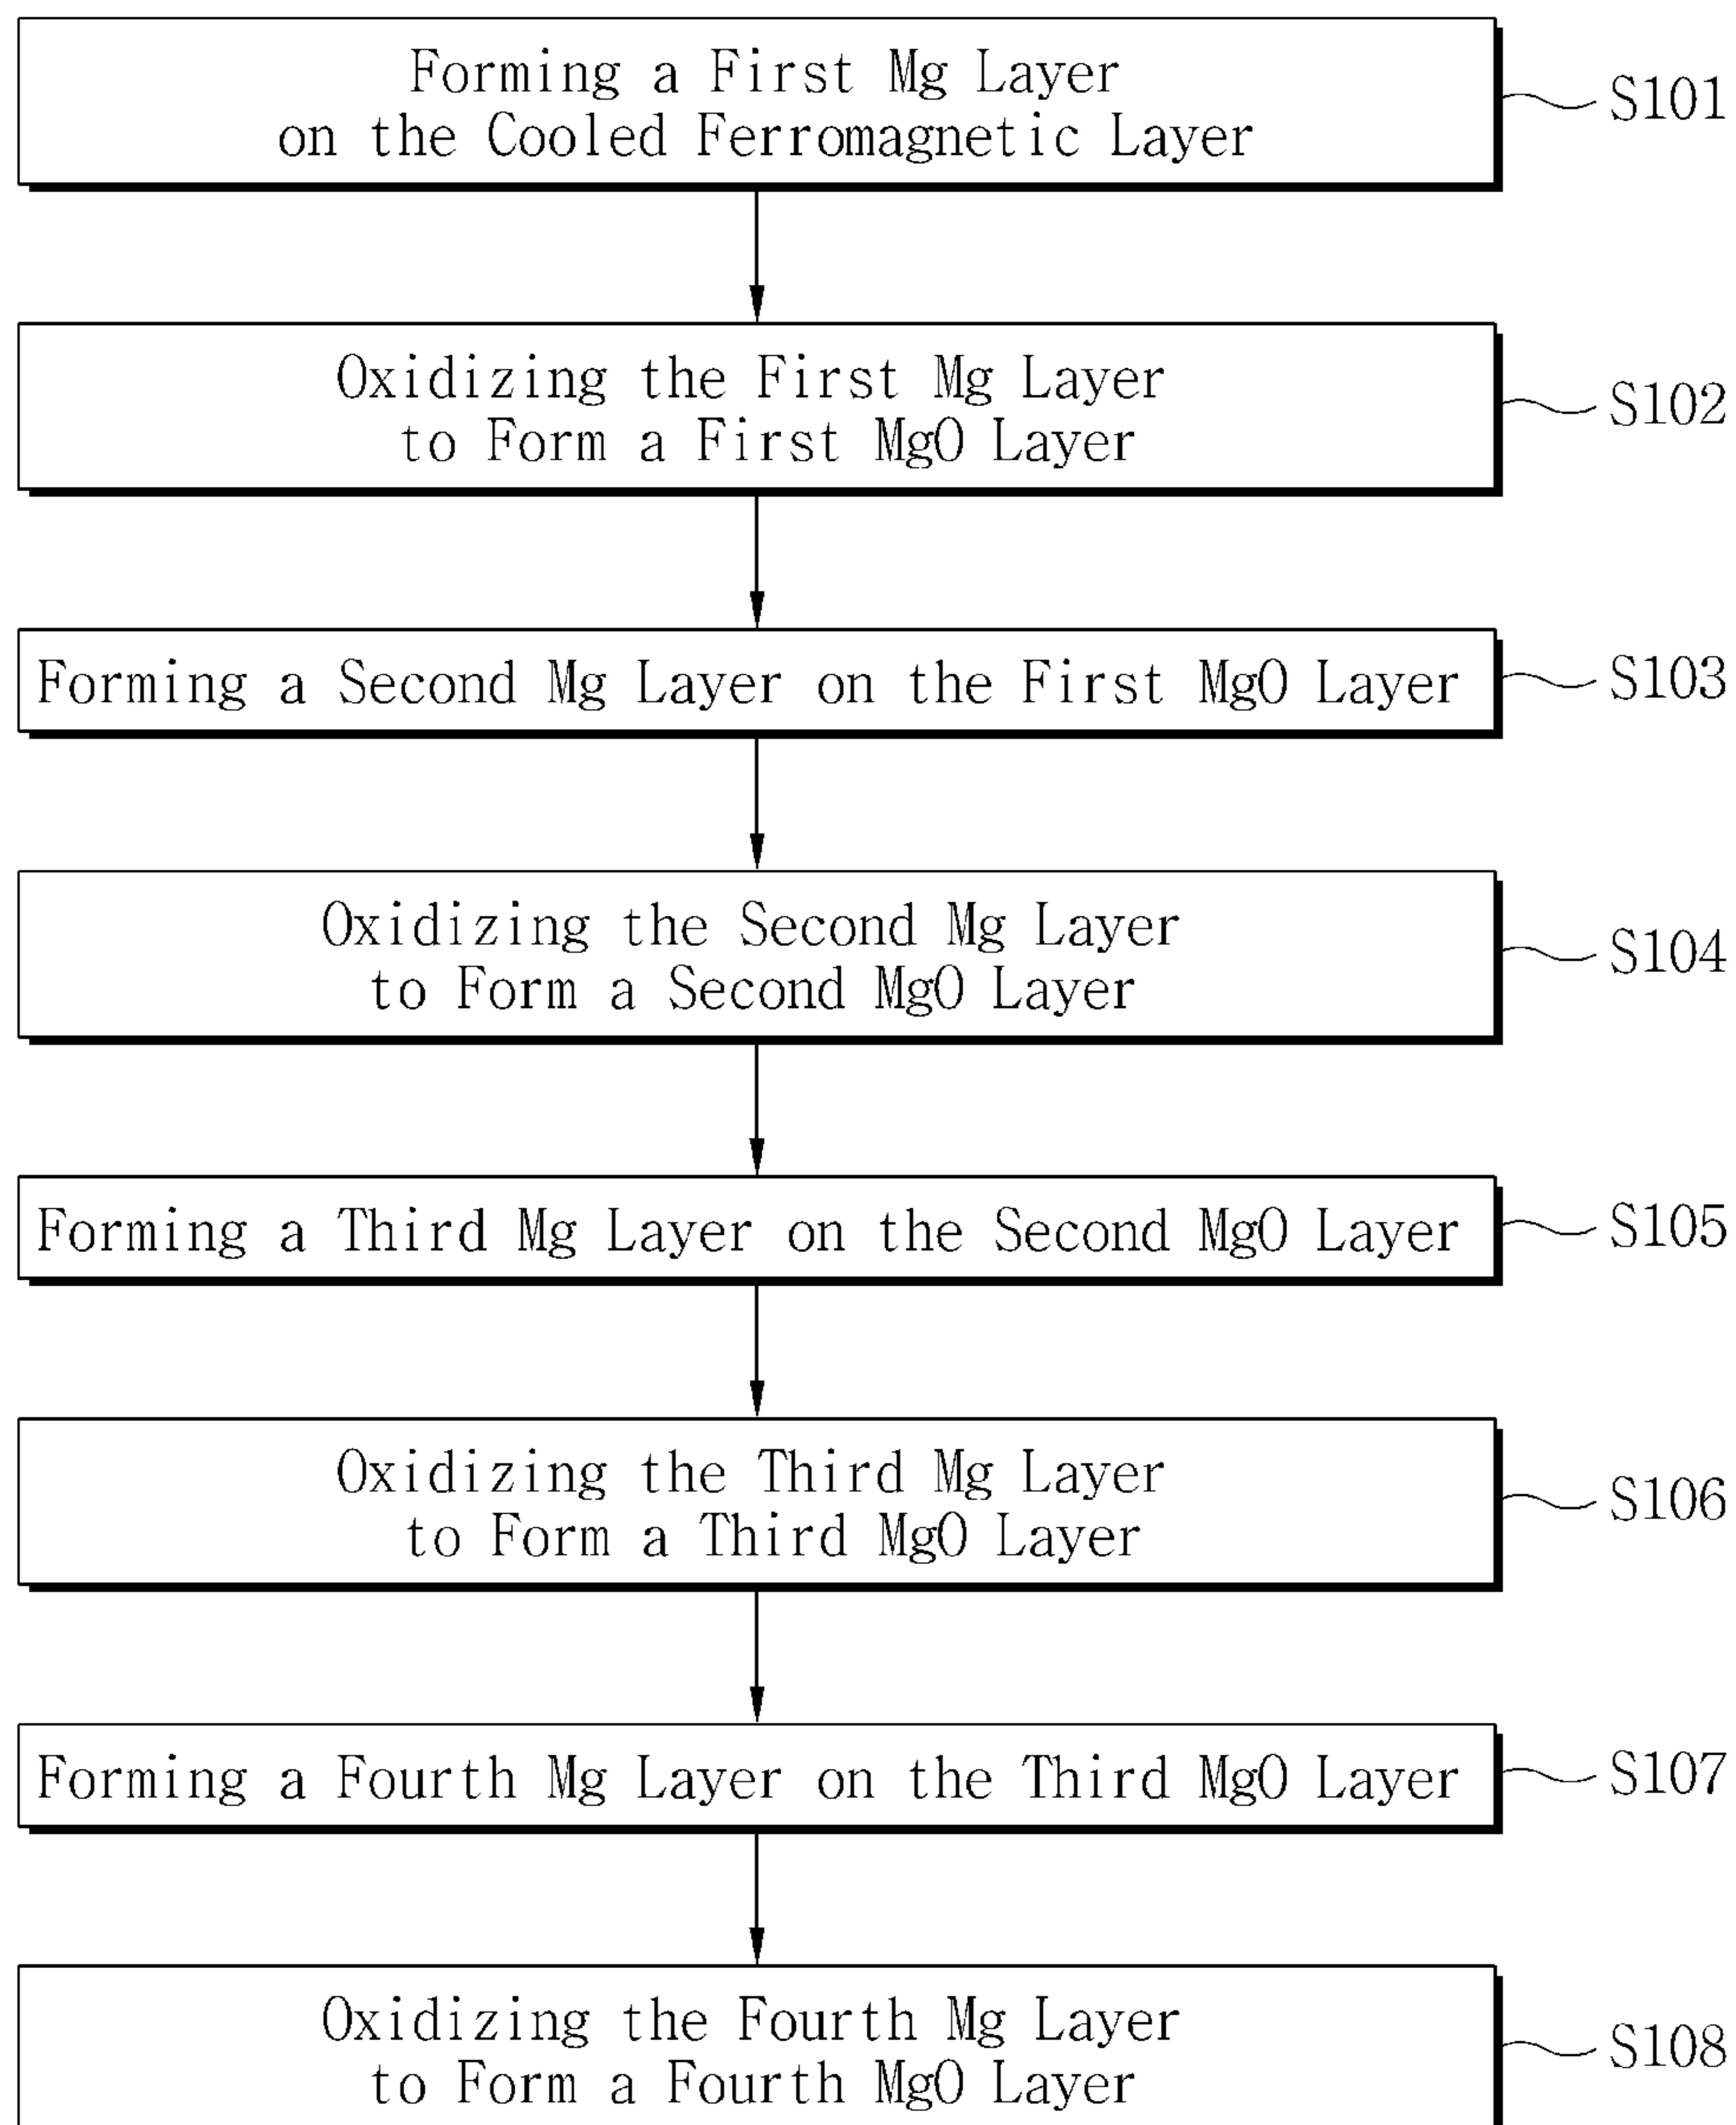 Forming a First Mg Layer
on the Cooled Ferromagnetic Layer
S101
Oxidizing the First Mg Layer
to Form a First MgO Layer
S102
Forming a Second Mg Layer on the First MgO Layer
S103
Oxidizing the Second Mg Layer
to Form a Second MgO Layer
S104
Forming a Third Mg Layer on the Second MgO Layer
S105
Oxidizing the Third Mg Layer
to Form a Third MgO Layer
S106
Forming a Fourth Mg Layer on the Third MgO Layer
S107
Oxidizing the Fourth Mg Layer
to Form a Fourth MgO Layer
S108